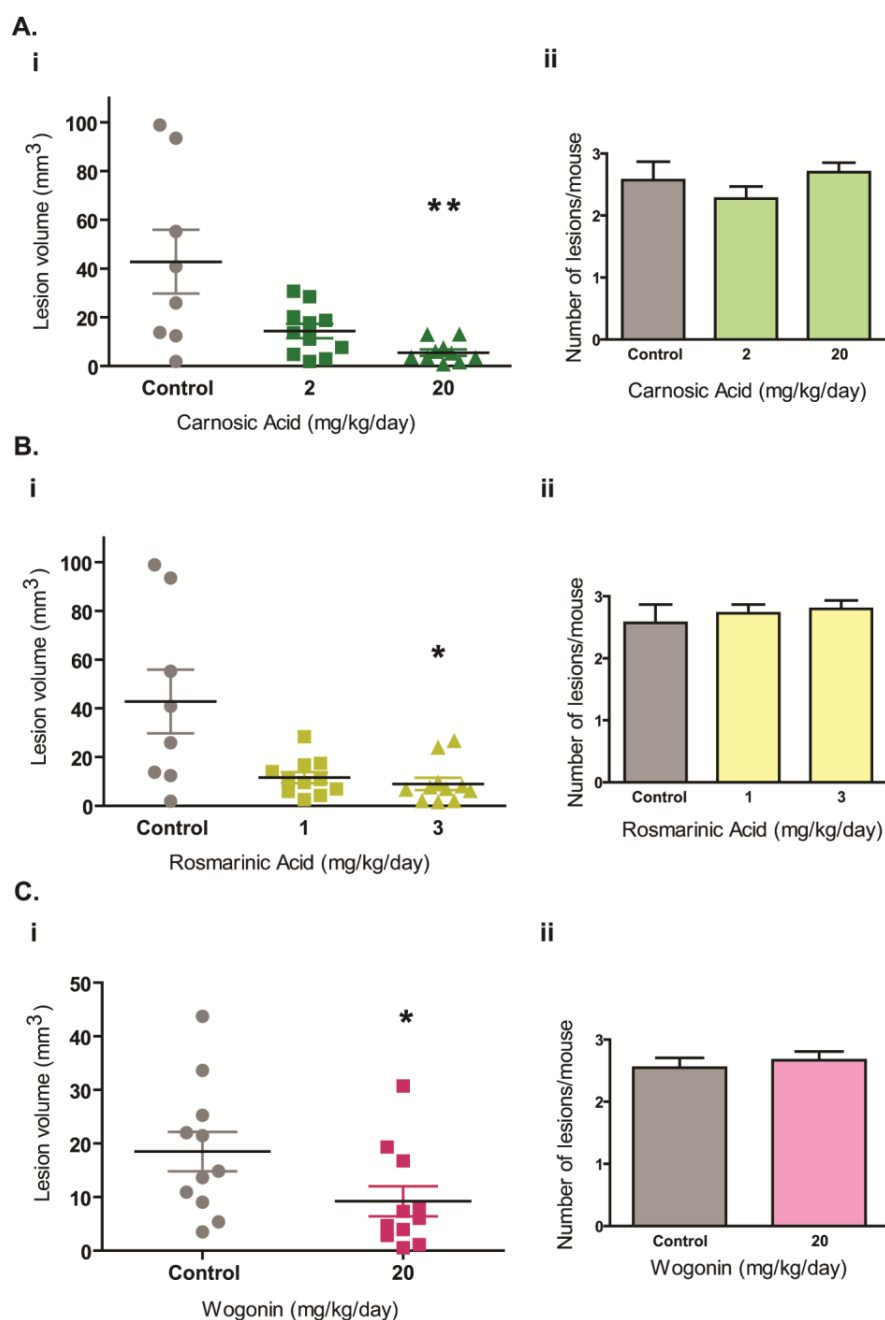 A.
i
ii
Lesion volume (mm³)
100
80
60
40
20
0
**
Control
2
20
Carnosic Acid (mg/kg/day)
Number of lesions/mouse
3
2
1
0
Control
2
20
Carnosic Acid (mg/kg/day)
B.
i
ii
Lesion volume (mm³)
100
80
60
40
20
0
*
Control
1
3
Rosmarinic Acid (mg/kg/day)
Number of lesions/mouse
3
2
1
0
Control
1
3
Rosmarinic Acid (mg/kg/day)
C.
i
ii
Lesion volume (mm³)
50
40
30
20
10
0
*
Control
20
Wogonin (mg/kg/day)
Number of lesions/mouse
3
2
1
0
Control
20
Wogonin (mg/kg/day)